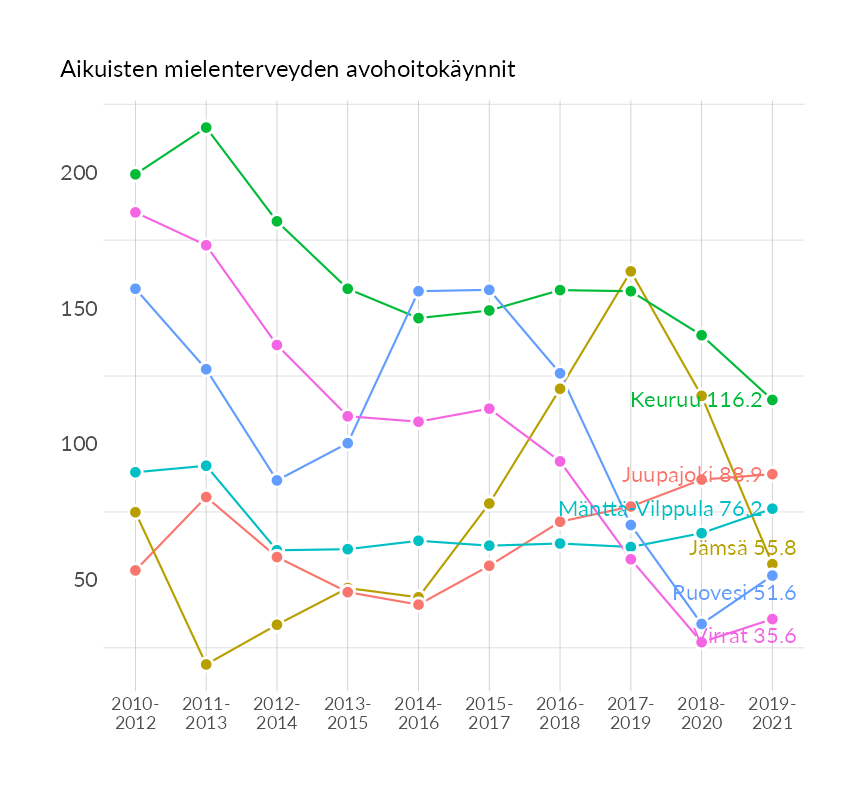 Aikuisten mielenterveyden avohoitokäynnit
200
150
100
50
Keuruu 116.2
Juupajoki 88.9
Mänttä-Vilppula 76.2
Jämsä 55.8
Ruovesi 51.6
Virrat 35.6
2010- 2011- 2012- 2013- 2014- 2015- 2016- 2017- 2018- 2019-
2012 2013 2014 2015 2016 2017 2018 2019 2020 2021